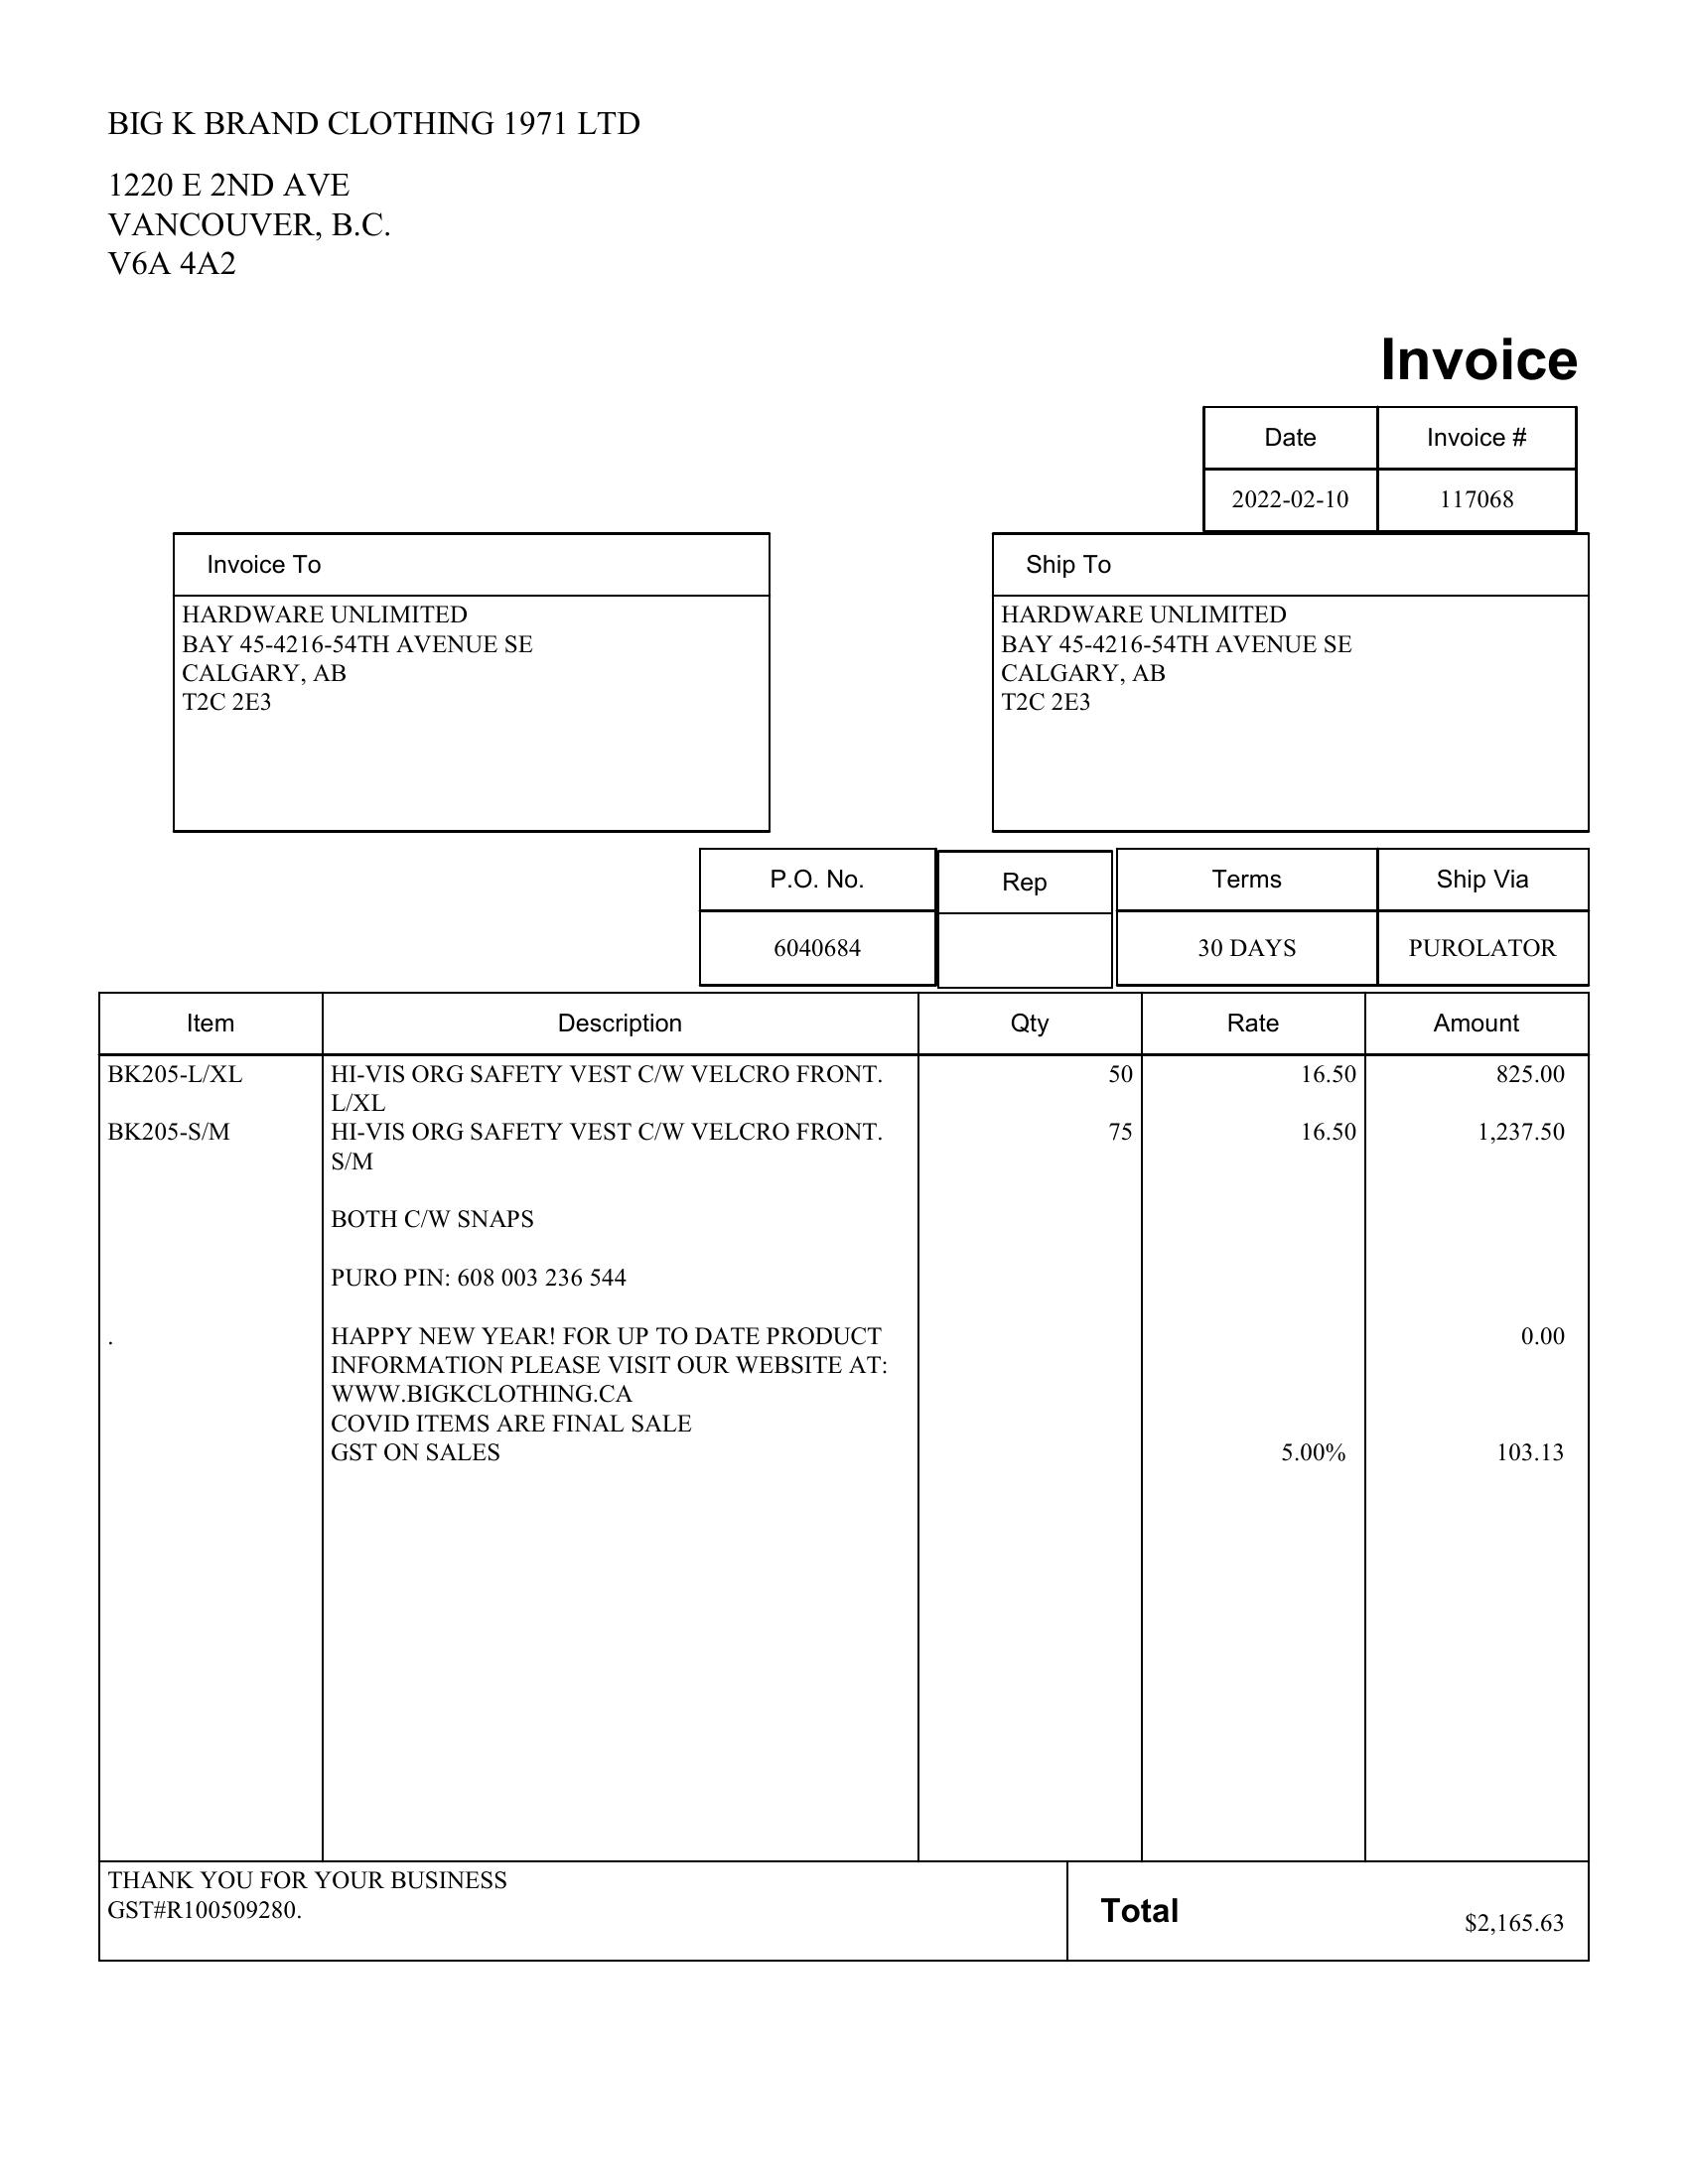 BIG K BRAND CLOTHING 1971 LTD
1220 E 2ND AVE
VANCOUVER, B.C.
V6A 4A2
Invoice
Date Invoice #
2022-02-10 117068
Invoice To
HARDWARE UNLIMITED
BAY 45-4216-54TH AVENUE SE
CALGARY, AB
T2C 2E3
Ship To
HARDWARE UNLIMITED
BAY 45-4216-54TH AVENUE SE
CALGARY, AB
T2C 2E3
P.O. No. Rep Terms Ship Via
6040684 30 DAYS PUROLATOR
Item Description Qty Rate Amount
BK205-L/XL HI-VIS ORG SAFETY VEST C/W VELCRO FRONT. 50 16.50 825.00
L/XL
BK205-S/M HI-VIS ORG SAFETY VEST C/W VELCRO FRONT. 75 16.50 1,237.50
S/M
BOTH C/W SNAPS
PURO PIN: 608 003 236 544
. HAPPY NEW YEAR! FOR UP TO DATE PRODUCT 0.00
INFORMATION PLEASE VISIT OUR WEBSITE AT:
WWW.BIGKCLOTHING.CA
COVID ITEMS ARE FINAL SALE
GST ON SALES 5.00% 103.13
THANK YOU FOR YOUR BUSINESS
GST#R100509280.
Total $2,165.63